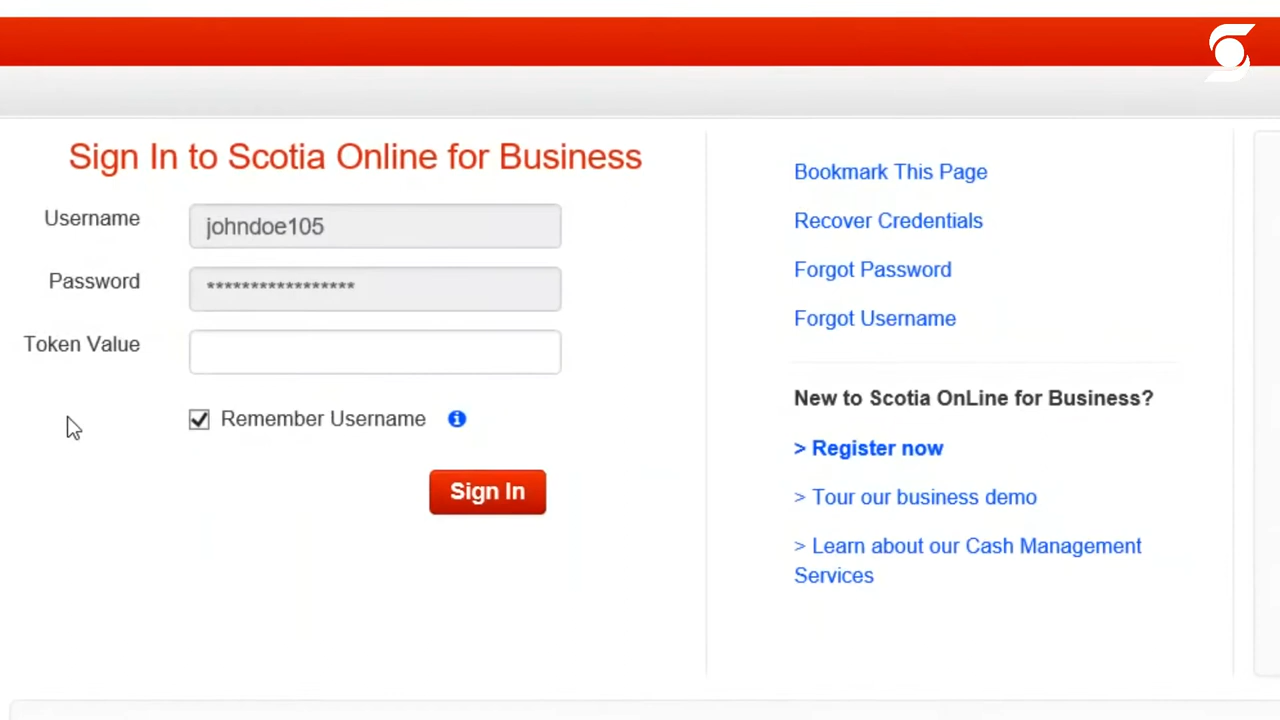 Sign In to Scotia Online for Business
Username
johndoe105
Password
*****************
Token Value
Remember Username
Sign In
Bookmark This Page
Recover Credentials
Forgot Password
Forgot Username
New to Scotia OnLine for Business?
> Register now
> Tour our business demo
> Learn about our Cash Management
Services